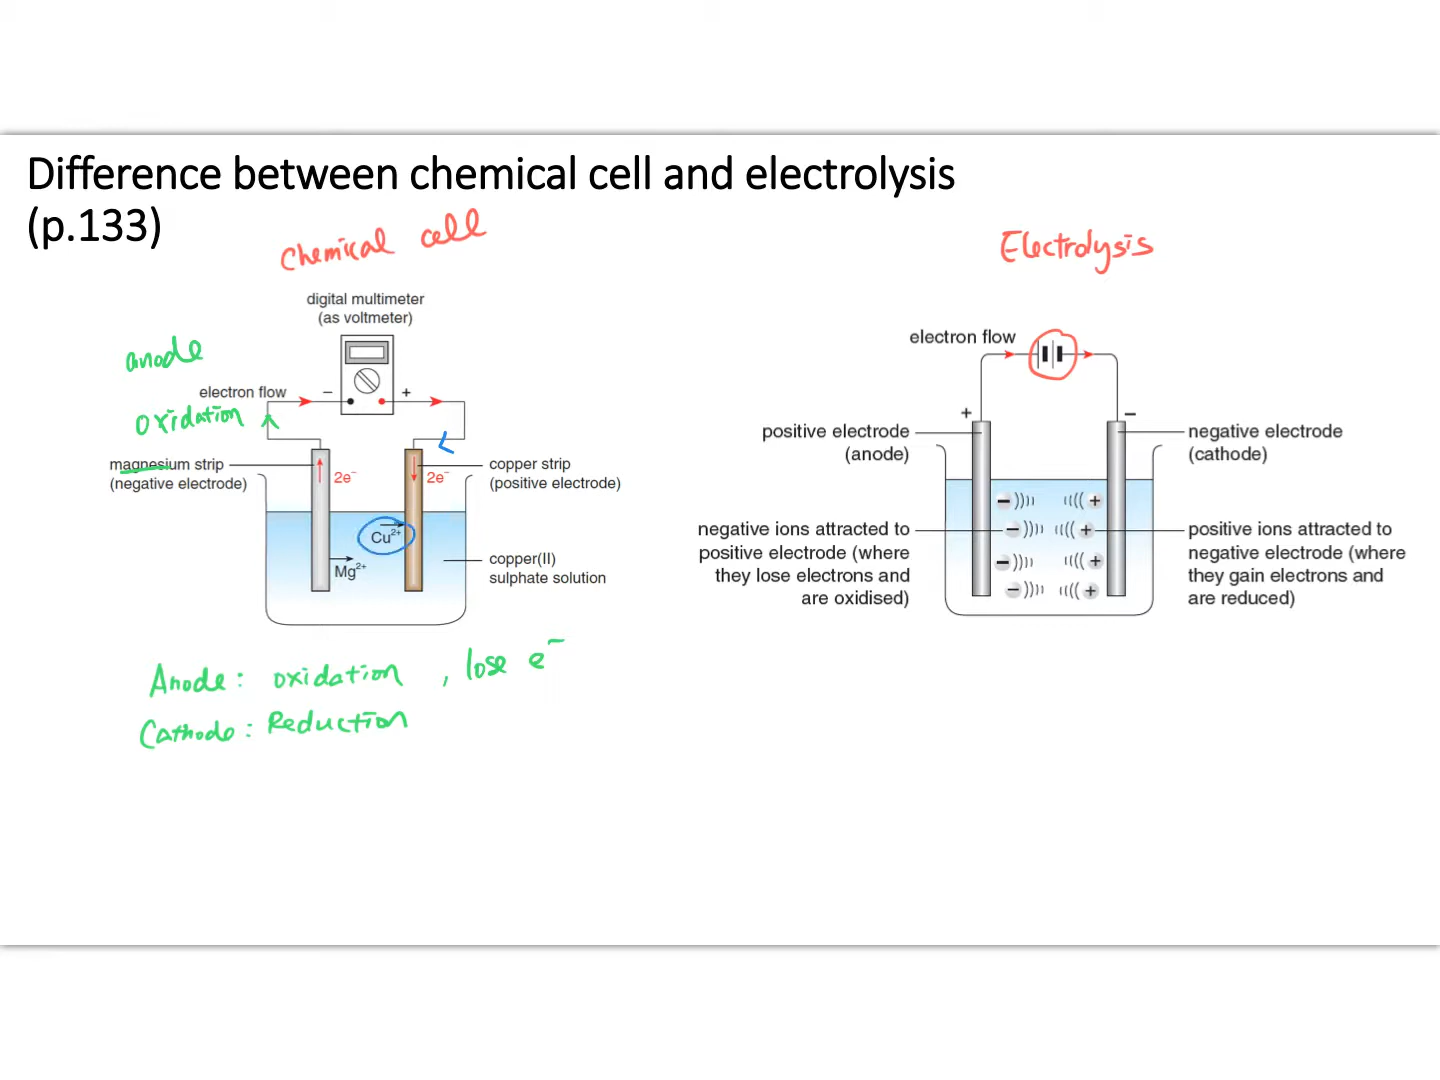 Difference between chemical cell and electrolysis
(p.133)
chemical cell
Electrolysis
digital multimeter
(as voltmeter)
anode
electron flow
− +
oxidation
magnesium strip
(negative electrode)
2e⁻
2e⁻
copper strip
(positive electrode)
Cu²⁺
Mg²⁺
copper(II)
sulphate solution
Anode: oxidation, lose e⁻
Cathode: Reduction
electron flow
+ −
positive electrode
(anode)
negative electrode
(cathode)
negative ions attracted to
positive electrode (where
they lose electrons and
are oxidised)
− +
− +
− +
− +
positive ions attracted to
negative electrode (where
they gain electrons and
are reduced)